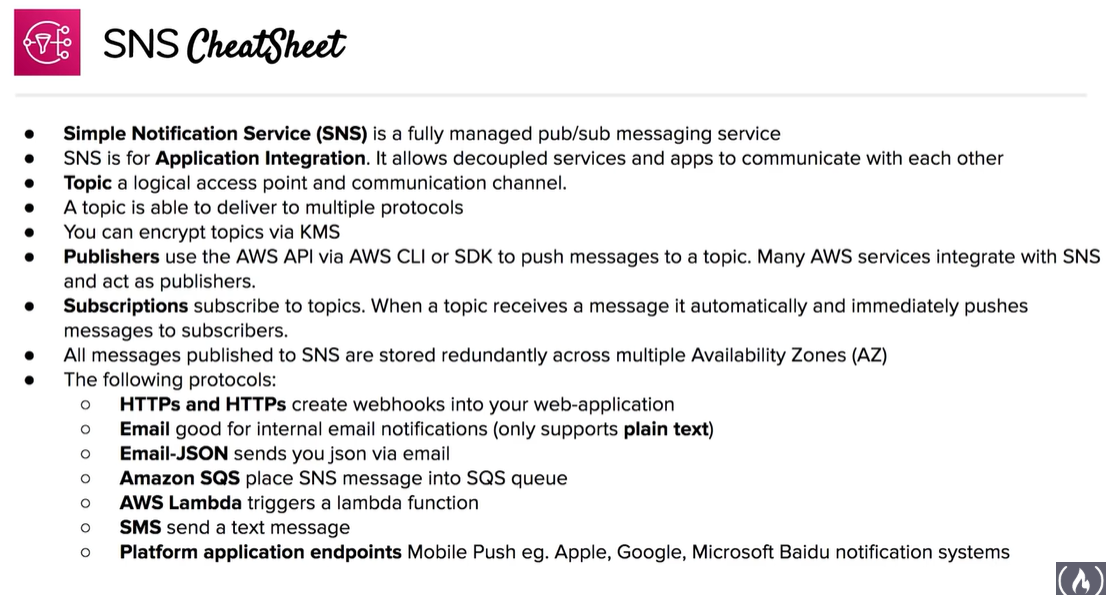 SNS CheatSheet
● Simple Notification Service (SNS) is a fully managed pub/sub messaging service
● SNS is for Application Integration. It allows decoupled services and apps to communicate with each other
● Topic a logical access point and communication channel.
● A topic is able to deliver to multiple protocols
● You can encrypt topics via KMS
● Publishers use the AWS API via AWS CLI or SDK to push messages to a topic. Many AWS services integrate with SNS
and act as publishers.
● Subscriptions subscribe to topics. When a topic receives a message it automatically and immediately pushes
messages to subscribers.
● All messages published to SNS are stored redundantly across multiple Availability Zones (AZ)
● The following protocols:
○ HTTPs and HTTPs create webhooks into your web-application
○ Email good for internal email notifications (only supports plain text)
○ Email-JSON sends you json via email
○ Amazon SQS place SNS message into SQS queue
○ AWS Lambda triggers a lambda function
○ SMS send a text message
○ Platform application endpoints Mobile Push eg. Apple, Google, Microsoft Baidu notification systems